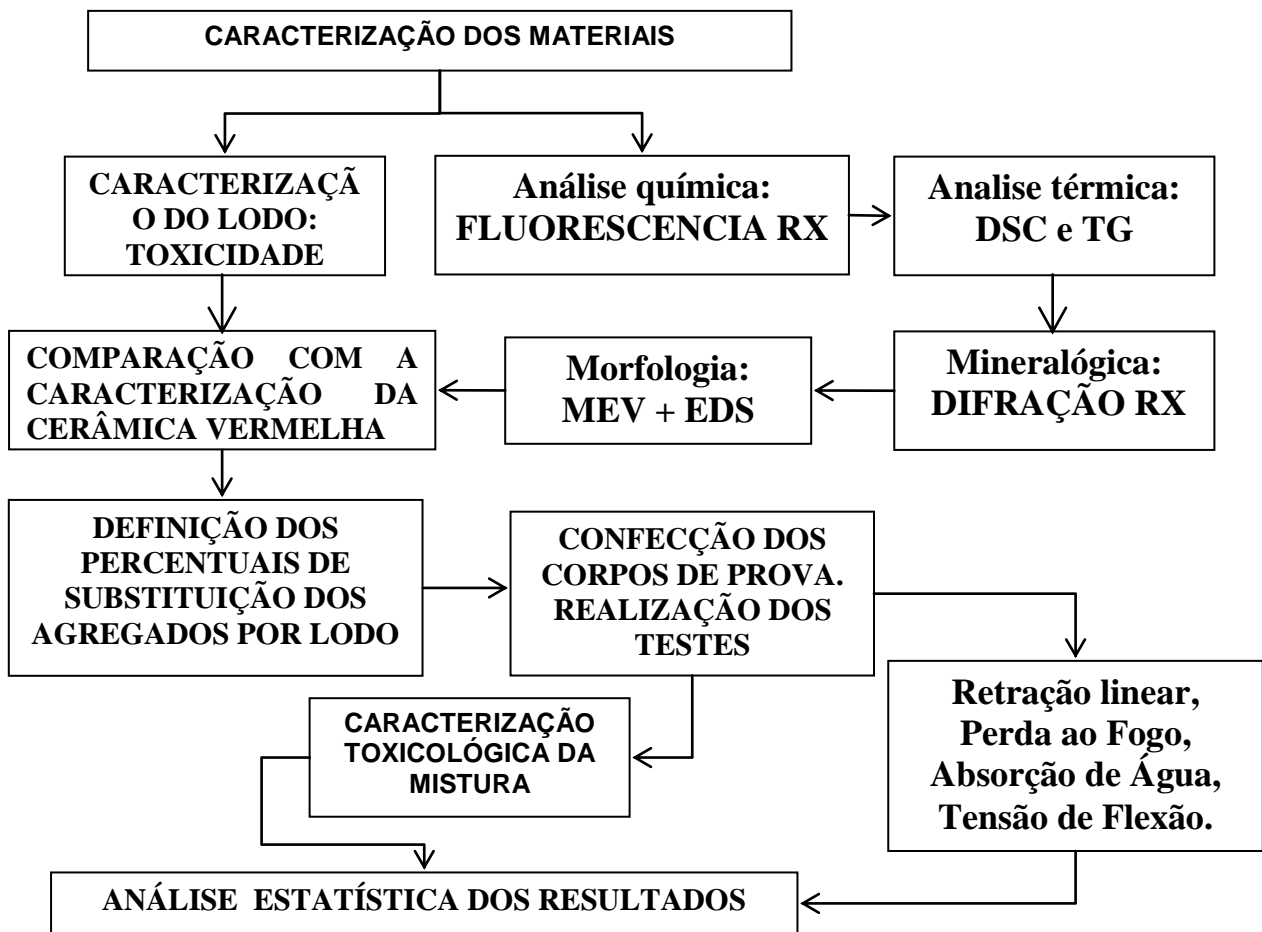 CARACTERIZAÇÃO DOS MATERIAIS
CARACTERIZAÇÃ
O DO LODO:
TOXICIDADE
Análise química:
FLUORESCENCIA RX
Analise térmica:
DSC e TG
COMPARAÇÃO COM A
CARACTERIZAÇÃO DA
CERÂMICA VERMELHA
Morfologia:
MEV + EDS
Mineralógica:
DIFRAÇÃO RX
DEFINIÇÃO DOS
PERCENTUAIS DE
SUBSTITUIÇÃO DOS
AGREGADOS POR LODO
CONFECÇÃO DOS
CORPOS DE PROVA.
REALIZAÇÃO DOS
TESTES
CARACTERIZAÇÃO
TOXICOLÓGICA DA
MISTURA
Retração linear,
Perda ao Fogo,
Absorção de Água,
Tensão de Flexão.
ANÁLISE ESTATÍSTICA DOS RESULTADOS